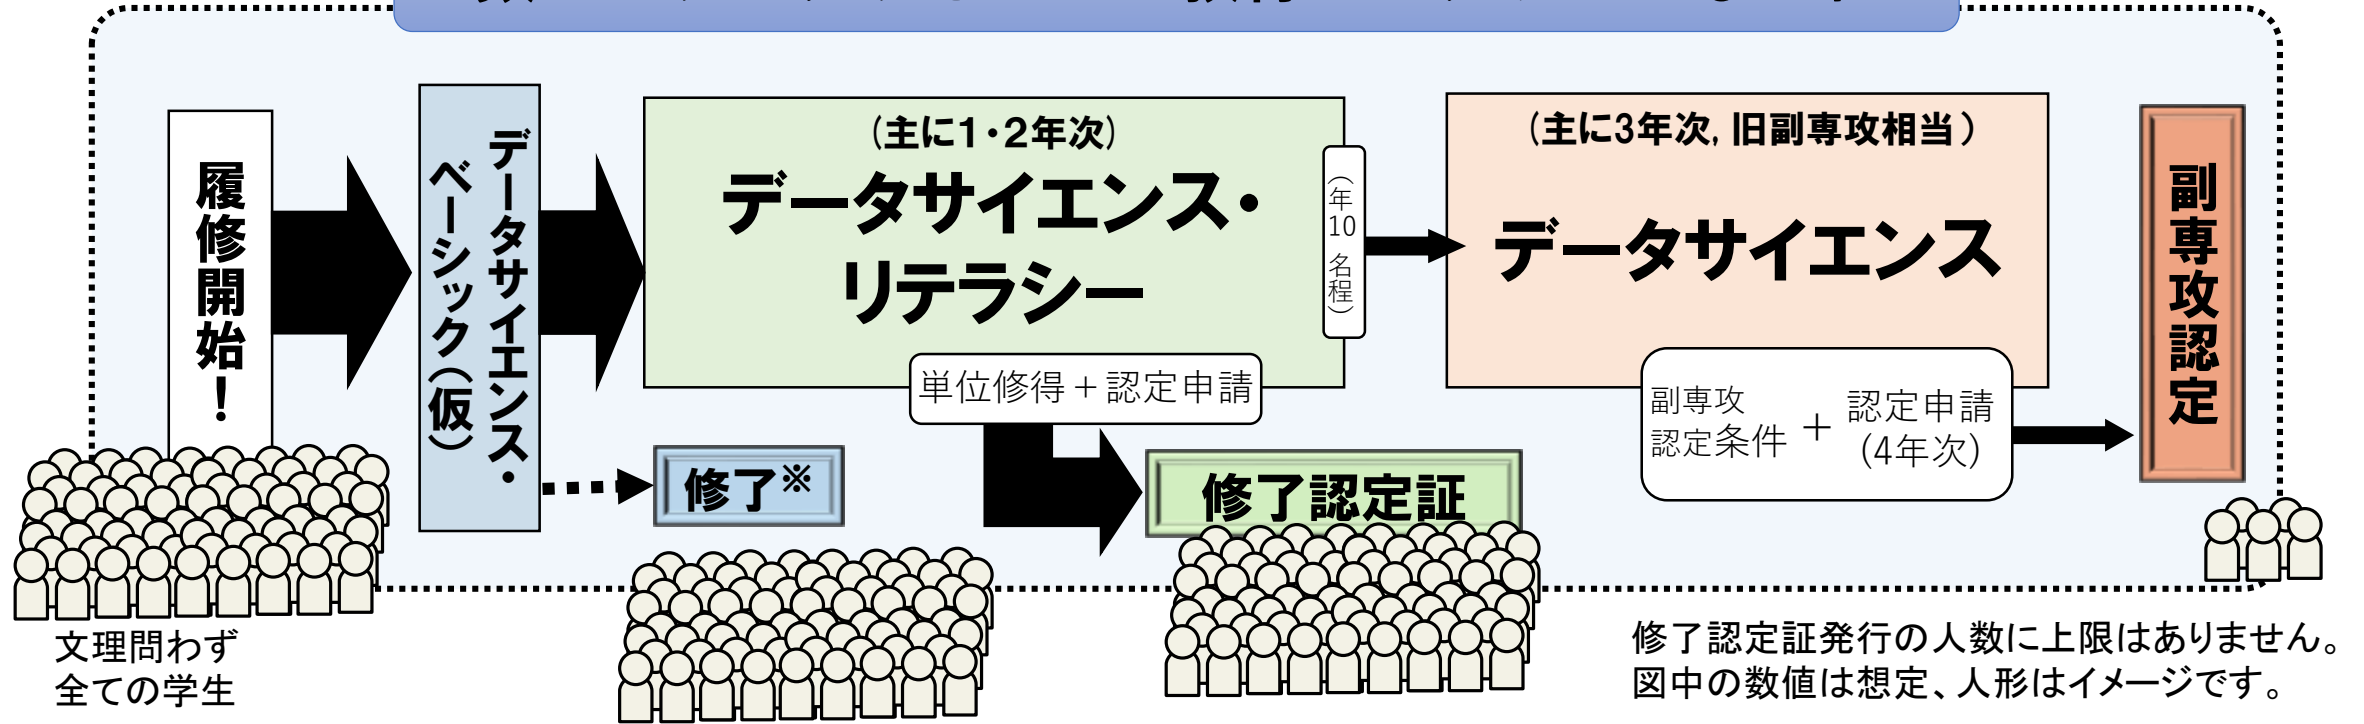 履修開始！
データサイエンス・
ベーシック（仮）
（主に1・2年次）
データサイエンス・
リテラシー
（年10名程）
（主に3年次, 旧副専攻相当）
データサイエンス
副専攻認定
単位修得＋認定申請
副専攻
認定条件
＋
認定申請
（4年次）
修了※
修了認定証
文理問わず
全ての学生
修了認定証発行の人数に上限はありません。
図中の数値は想定、人形はイメージです。